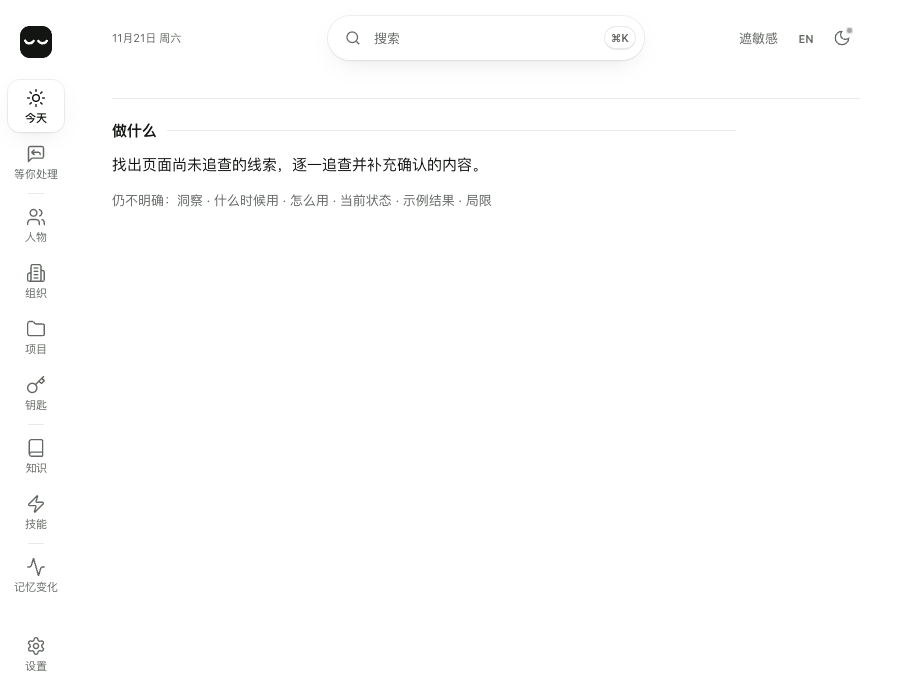 11月21日 周六
搜索
⌘K
遮敏感
EN
今天
等你处理
人物
组织
项目
钥匙
知识
技能
记忆变化
设置
做什么
找出页面尚未追查的线索，逐一追查并补充确认的内容。
仍不明确：洞察 · 什么时候用 · 怎么用 · 当前状态 · 示例结果 · 局限